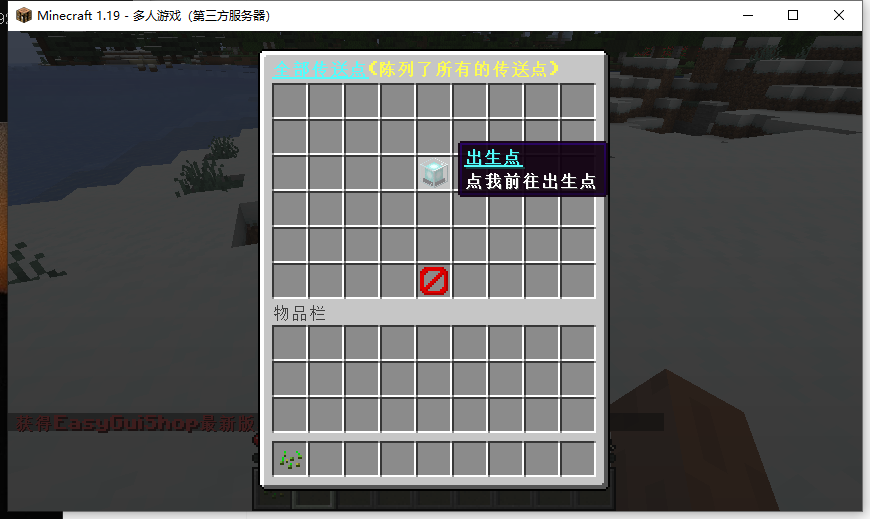 Minecraft 1.19 - 多人游戏（第三方服务器）
全部传送点《陈列了所有的传送点》
出生点
点我前往出生点
物品栏
获得EasyGuiShop最新版